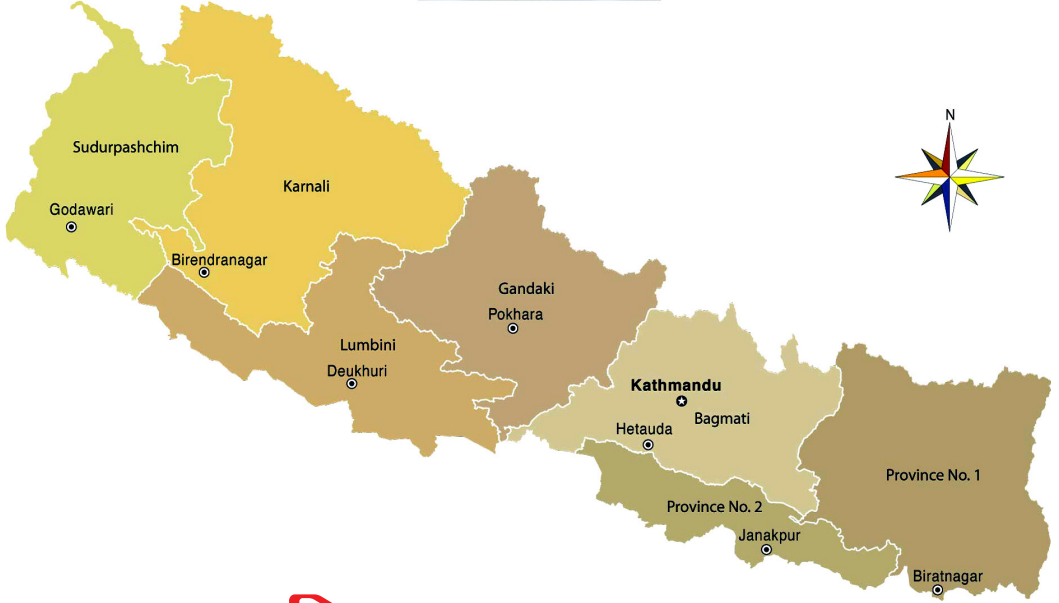 N
Sudurpashchim
Karnali
Godawari
Birendranagar
Gandaki
Pokhara
Lumbini
Deukhuri
Kathmandu
Bagmati
Hetauda
Province No. 1
Province No. 2
Janakpur
Biratnagar